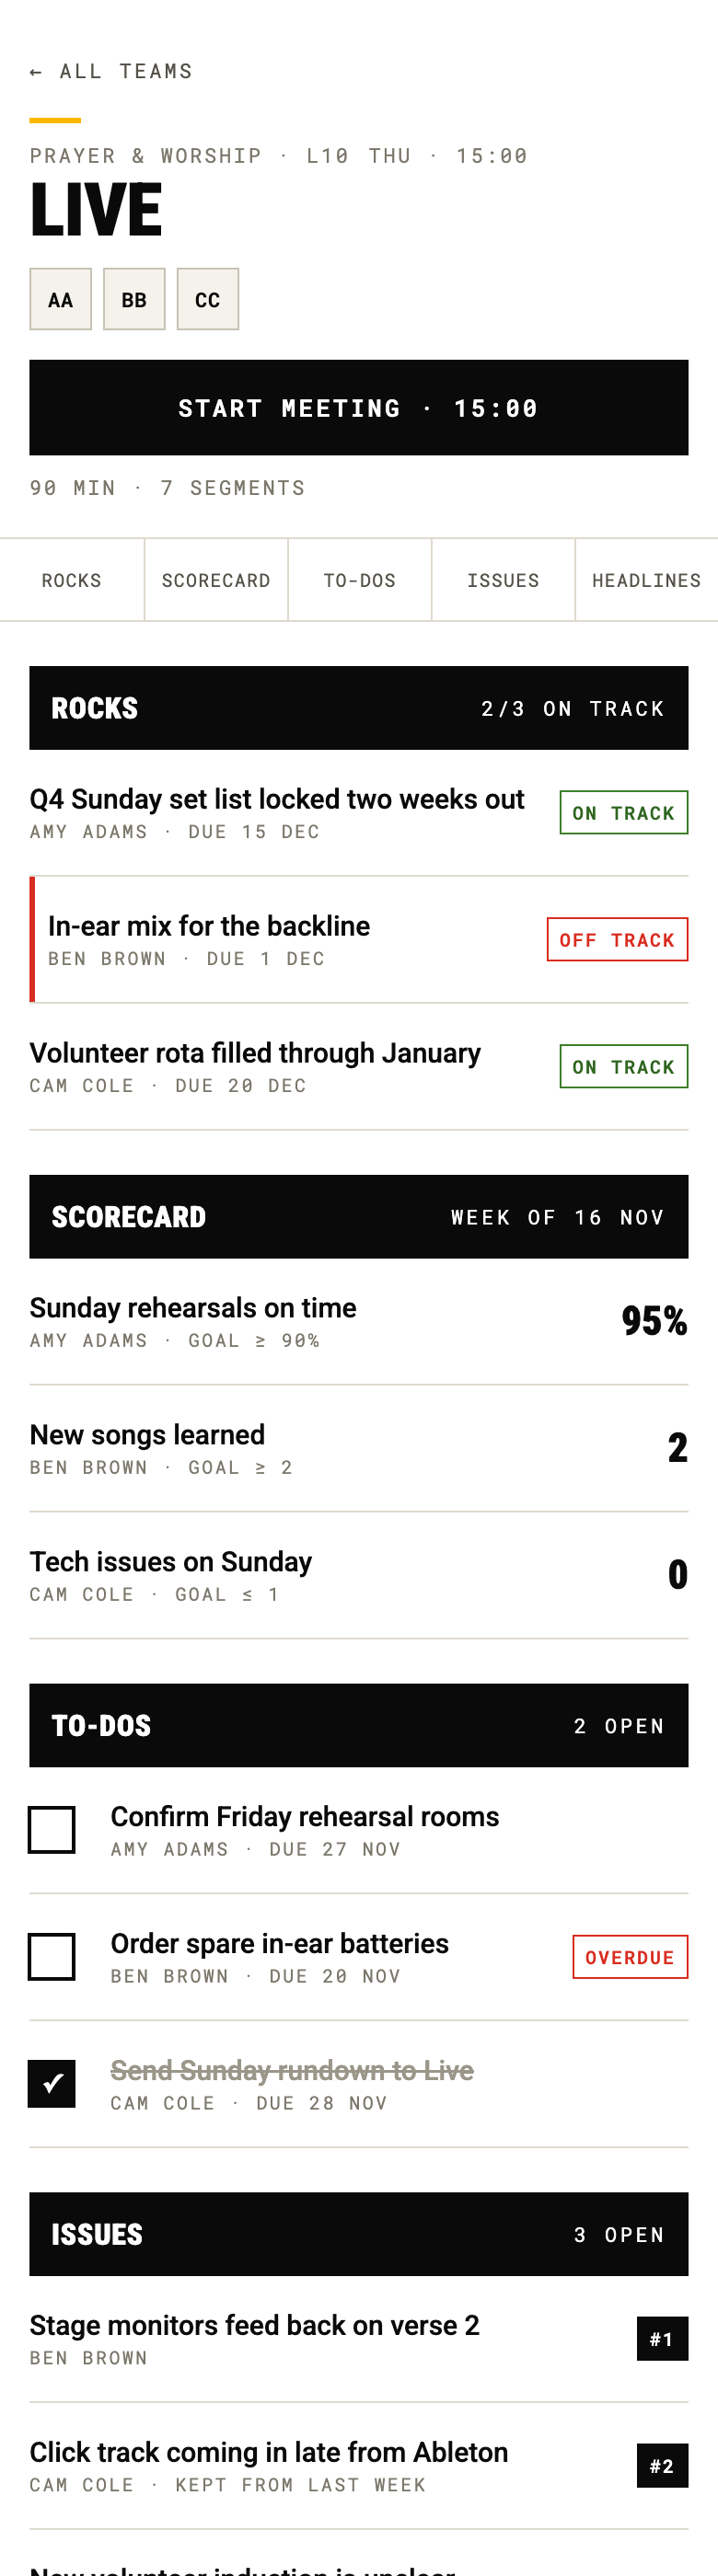 ← ALL TEAMS
PRAYER & WORSHIP · L10 THU · 15:00
LIVE
AA BB CC
START MEETING · 15:00
90 MIN · 7 SEGMENTS
ROCKS SCORECARD TO-DOS ISSUES HEADLINES
ROCKS 2/3 ON TRACK
Q4 Sunday set list locked two weeks out
AMY ADAMS · DUE 15 DEC
ON TRACK
In-ear mix for the backline
BEN BROWN · DUE 1 DEC
OFF TRACK
Volunteer rota filled through January
CAM COLE · DUE 20 DEC
ON TRACK
SCORECARD WEEK OF 16 NOV
Sunday rehearsals on time
AMY ADAMS · GOAL ≥ 90%
95%
New songs learned
BEN BROWN · GOAL ≥ 2
2
Tech issues on Sunday
CAM COLE · GOAL ≤ 1
0
TO-DOS 2 OPEN
Confirm Friday rehearsal rooms
AMY ADAMS · DUE 27 NOV
Order spare in-ear batteries
BEN BROWN · DUE 20 NOV
OVERDUE
Send Sunday rundown to Live
CAM COLE · DUE 28 NOV
ISSUES 3 OPEN
Stage monitors feed back on verse 2
BEN BROWN
#1
Click track coming in late from Ableton
CAM COLE · KEPT FROM LAST WEEK
#2
New volunteer induction is unclear